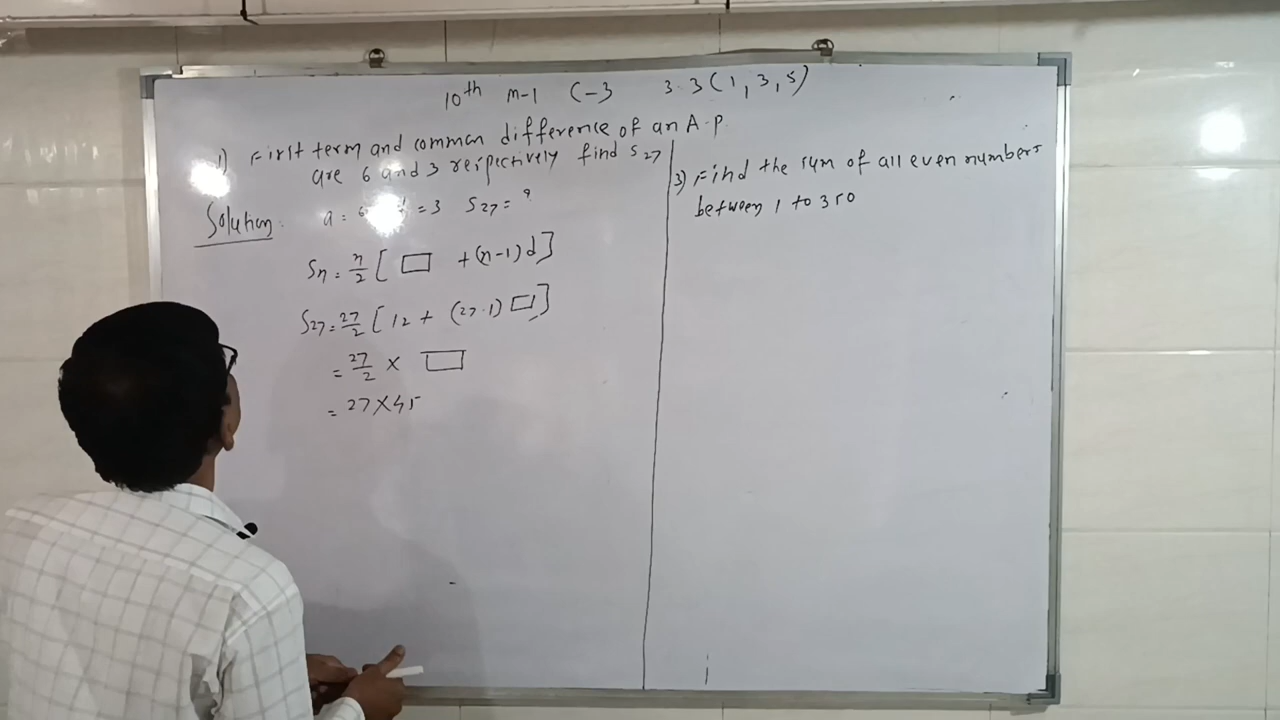 10th m-1 C-3 3.3(1,3,5)
1) First term and common difference of an A.P.
are 6 and 3 respectively find S27
Solution: a = 6 d = 3 S27 = ?
Sn = n/2 [ □ +(n-1)d]
S27 = 27/2 [12 + (27-1) □]
= 27/2 × □
= 27×45
3) Find the sum of all even numbers
between 1 to 350